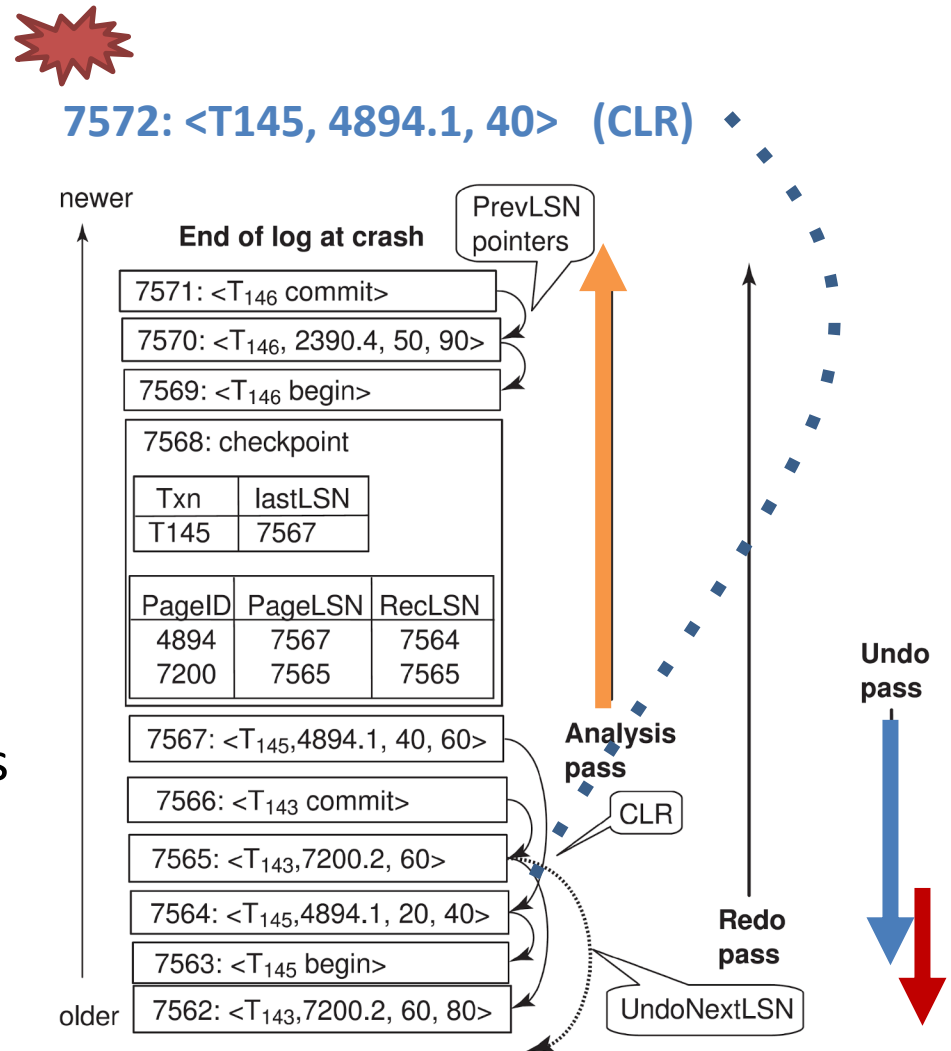 7572: <T145, 4894.1, 40>   (CLR)
newer
PrevLSN
pointers
End of log at crash
7571: <T146 commit>
7570: <T146, 2390.4, 50, 90>
7569: <T146 begin>
7568: checkpoint
Txn lastLSN
T145 7567
PageID PageLSN RecLSN
4894 7567 7564
7200 7565 7565
Undo
pass
7567: <T145,4894.1, 40, 60>
Analysis
pass
s
7566: <T143 commit>
CLR
7565: <T143,7200.2, 60>
7564: <T145,4894.1, 20, 40>
Redo
pass
7563: <T145 begin>
older
7562: <T143,7200.2, 60, 80>
UndoNextLSN